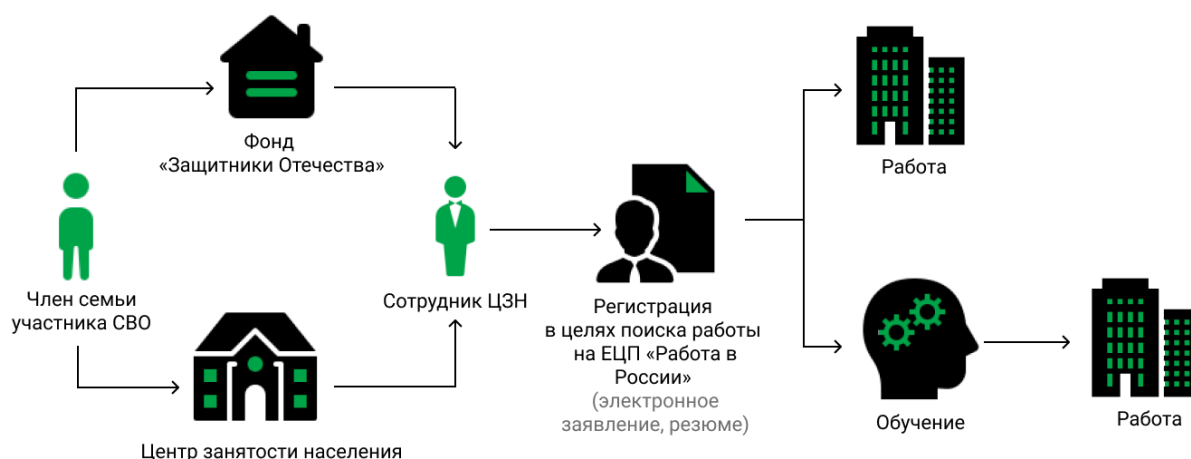 Фонд
«Защитники Отечества»
Работа
Член семьи
участника СВО
Сотрудник ЦЗН
Регистрация
в целях поиска работы
на ЕЦП «Работа в
России»
(электронное
заявление, резюме)
Центр занятости населения
Обучение
Работа